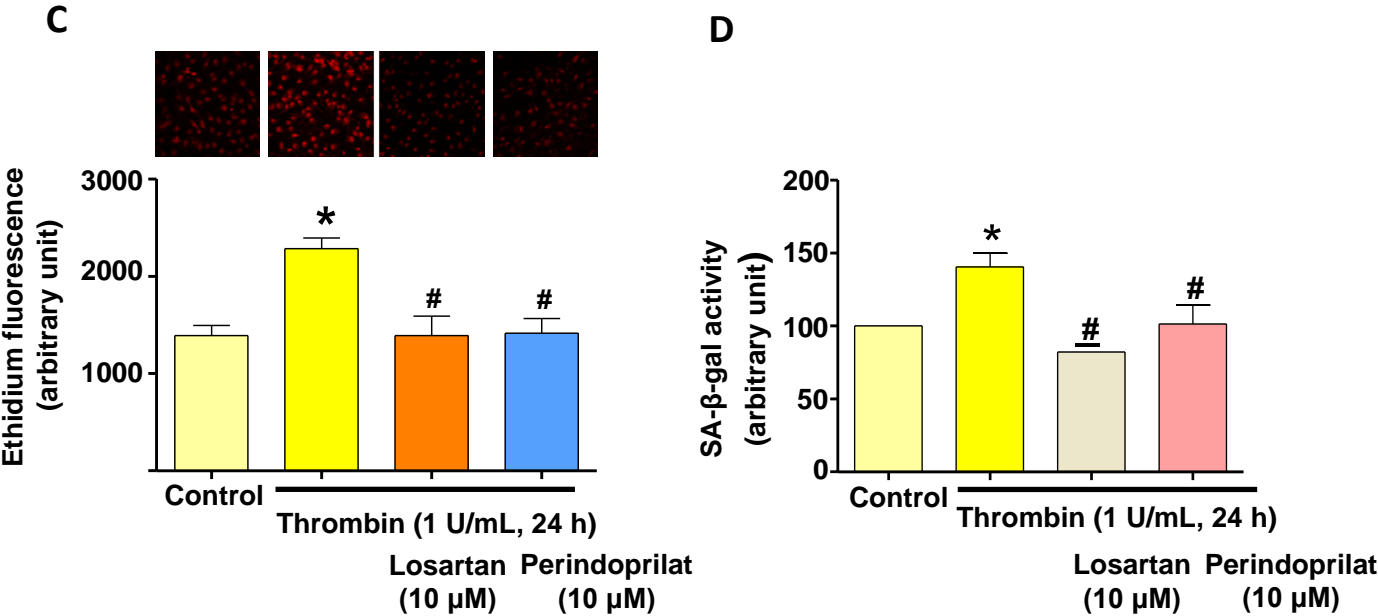 C
Ethidium fluorescence
(arbitrary unit)
3000
2000
1000
*
#
#
Control
Thrombin (1 U/mL, 24 h)
Losartan
(10 µM)
Perindoprilat
(10 µM)
D
SA-β-gal activity
(arbitrary unit)
200
150
100
50
0
*
#
#
Control
Thrombin (1 U/mL, 24 h)
Losartan
(10 µM)
Perindoprilat
(10 µM)